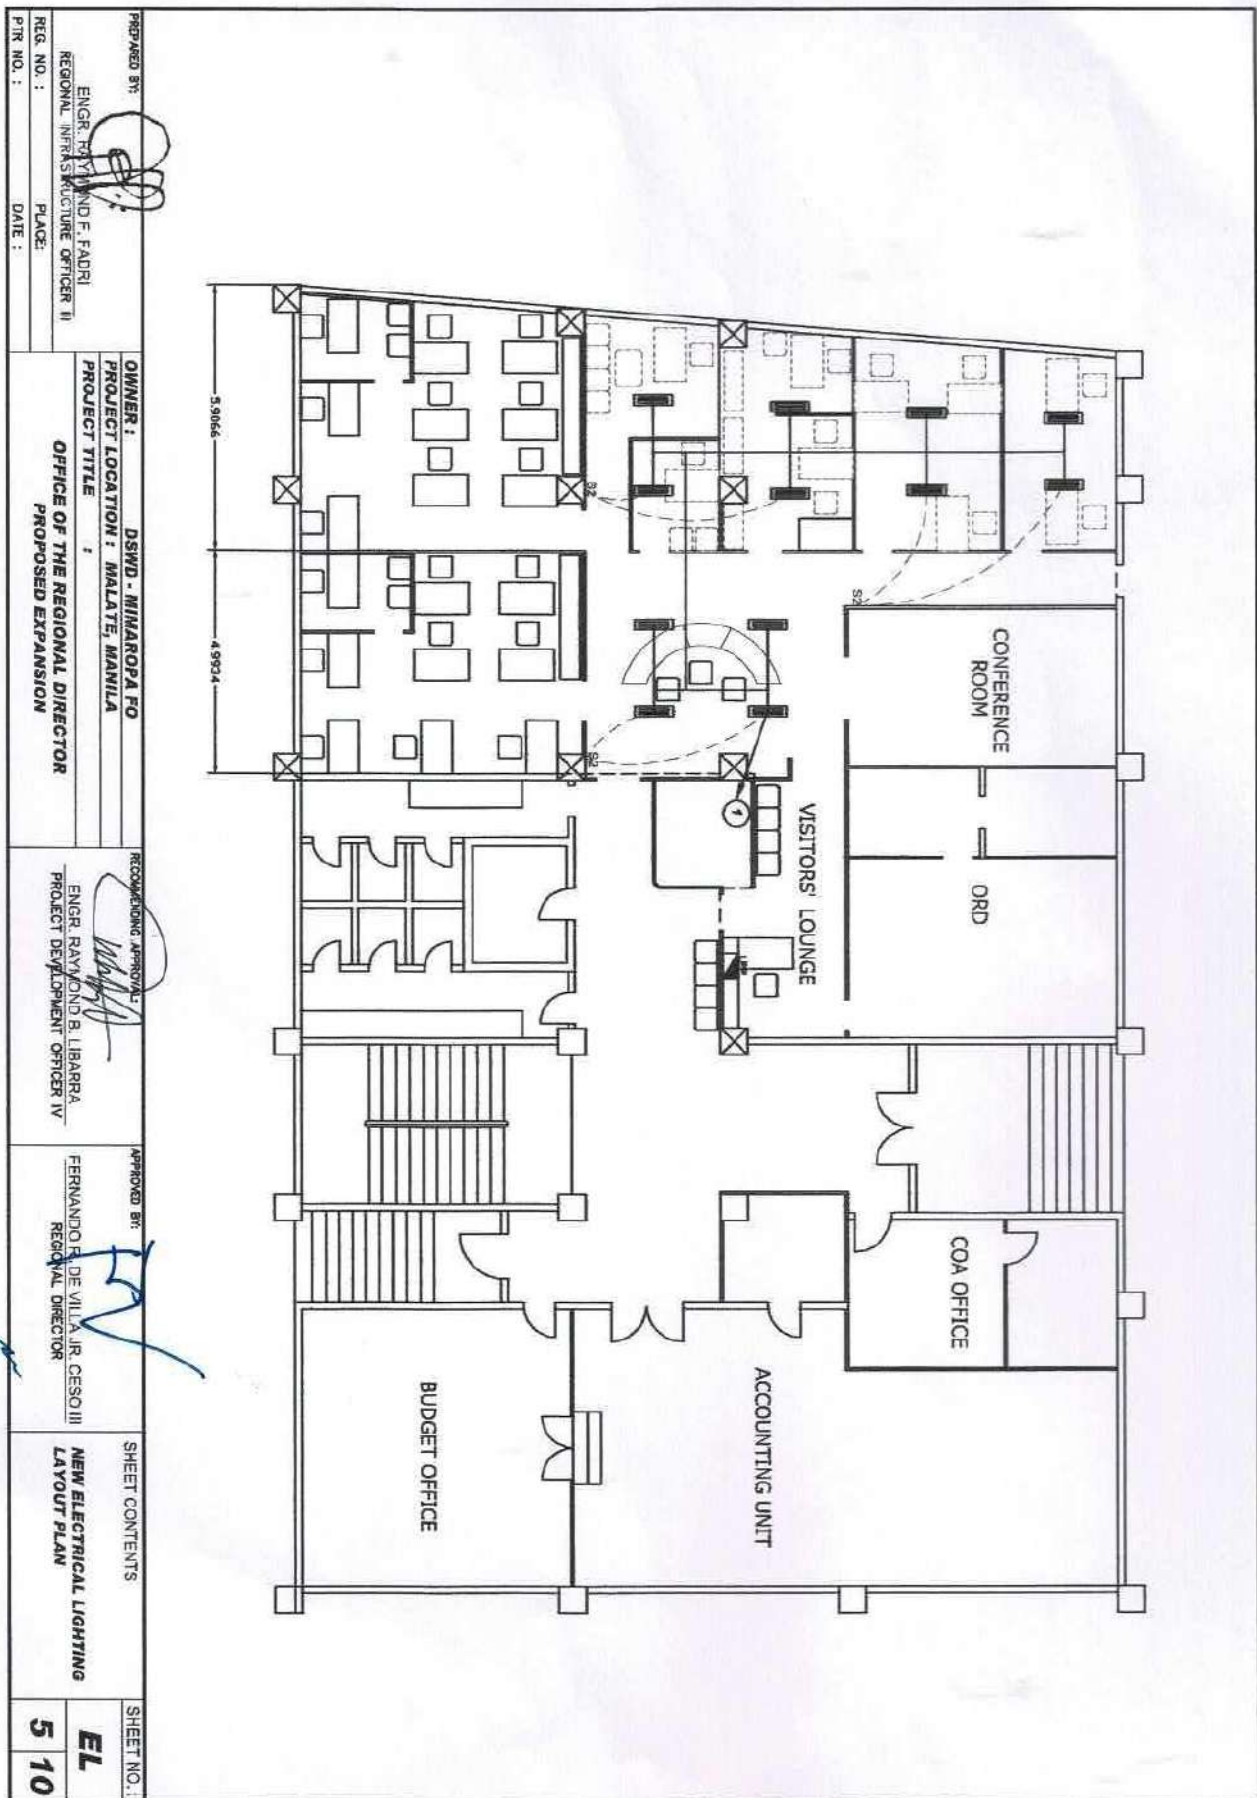 CONFERENCE
ROOM
ORD
VISITORS' LOUNGE
COA OFFICE
ACCOUNTING UNIT
BUDGET OFFICE
S2
S2
S2
1
5.9066
4.9934
PREPARED BY:
ENGR. RAYMOND F. FADRI
REGIONAL INFRASRUCTURE OFFICER III
REG. NO. :
PLACE:
PTR NO. :
DATE :
OWNER : DSWD - MIMAROPA FO
PROJECT LOCATION : MALATE, MANILA
PROJECT TITLE :
OFFICE OF THE REGIONAL DIRECTOR
PROPOSED EXPANSION
RECOMMENDING APPROVAL:
ENGR. RAYMOND B. LIBARRA
PROJECT DEVELOPMENT OFFICER IV
APPROVED BY:
FERNANDO R. DE VILLA JR. CESO III
REGIONAL DIRECTOR
SHEET CONTENTS
NEW ELECTRICAL LIGHTING
LAYOUT PLAN
SHEET NO. :
EL
5 10